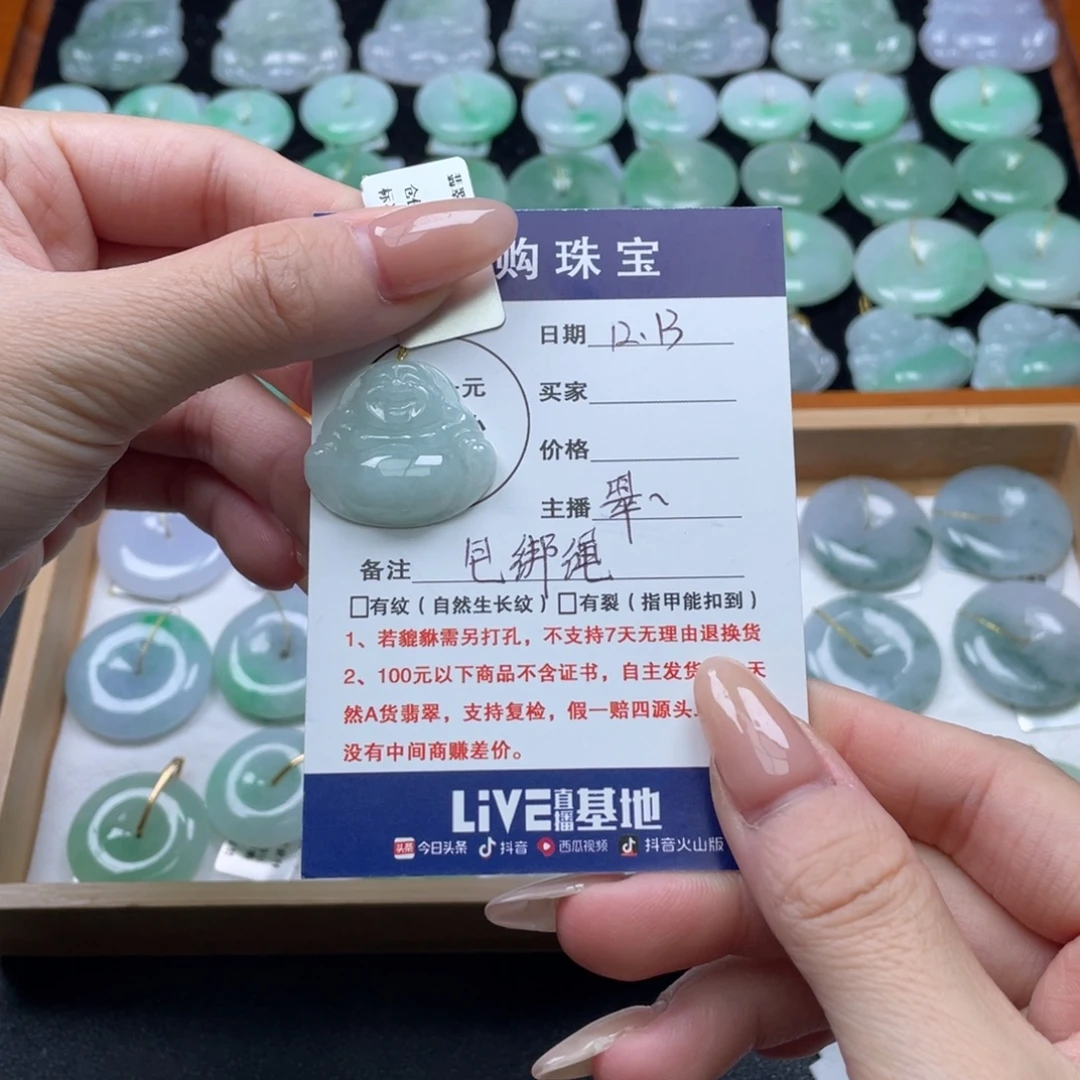 购珠宝
日期 12.13
元
买家
价格
主播 翠~
备注 包绑绳
□有纹（自然生长纹）□有裂（指甲能扣到）
1、若貔貅需另打孔，不支持7天无理由退换货
2、100元以下商品不含证书，自主发货 天
然A货翡翠，支持复检，假一赔四源头
没有中间商赚差价。
LiVE直播基地
头条 今日头条 抖音 西瓜视频 抖音火山版